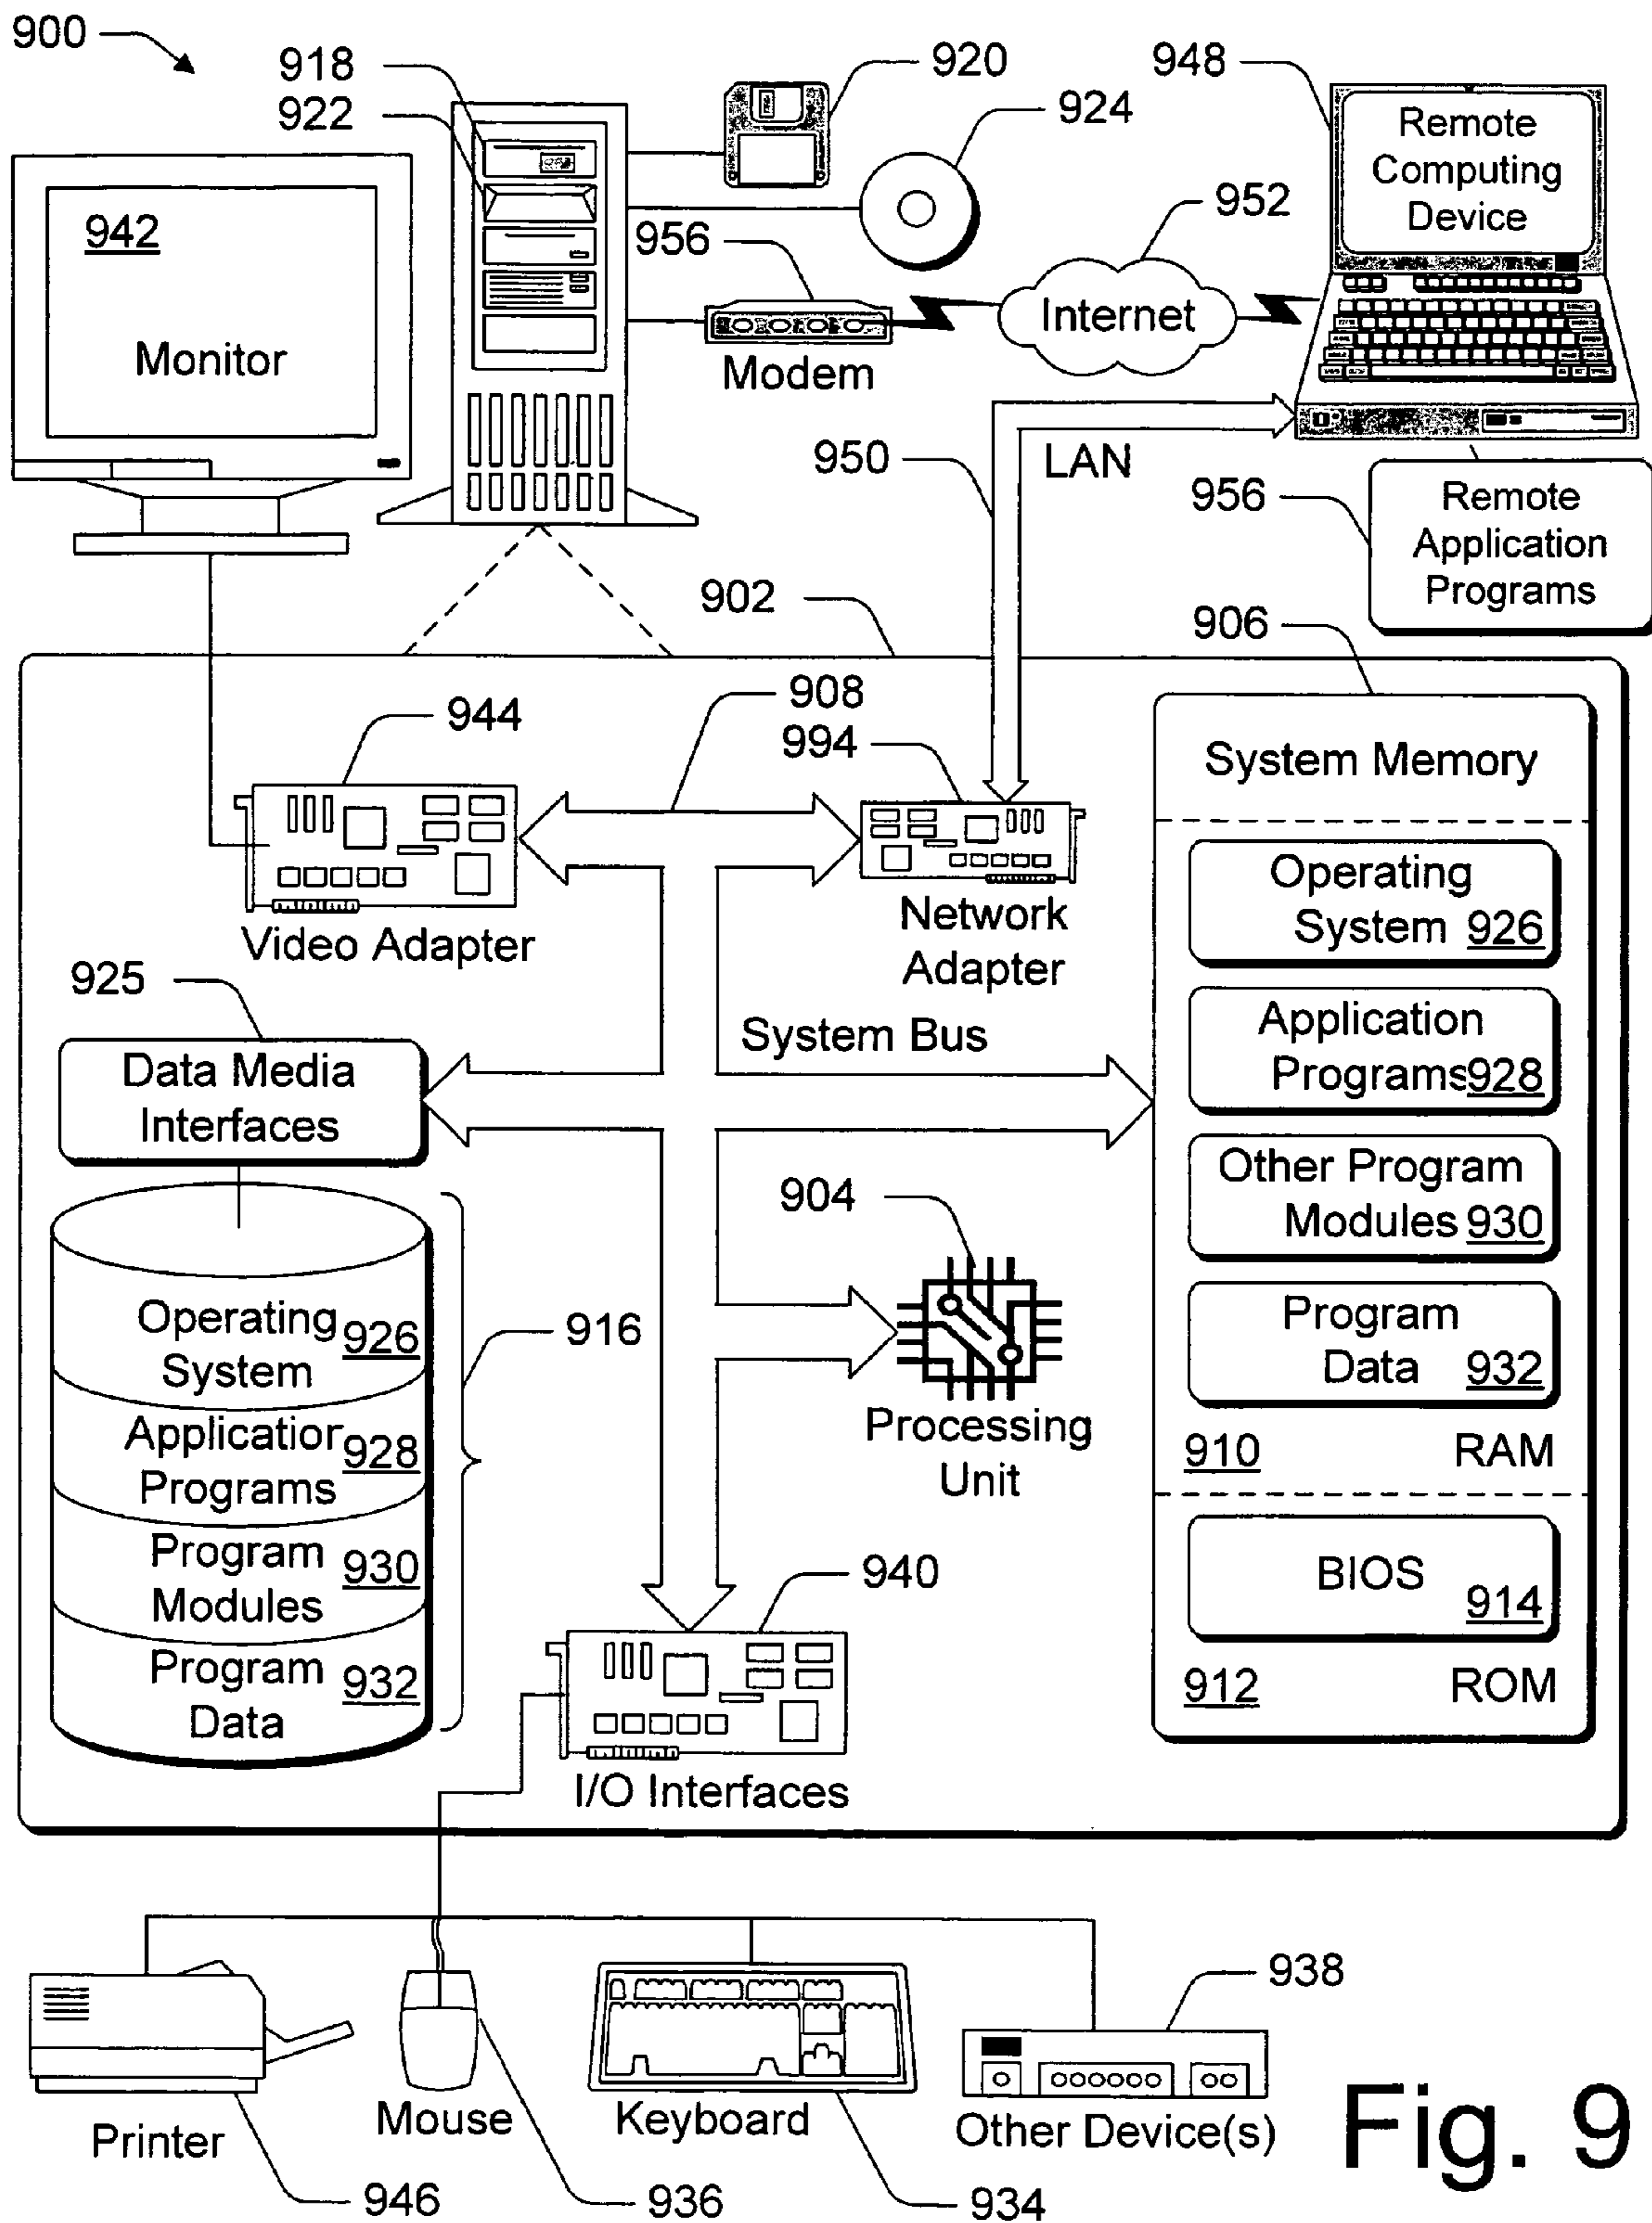 900
918
922
920
924
948
Remote
Computing
Device
942
Monitor
956
Modem
952
Internet
950
LAN
956
Remote
Application
Programs
902
906
908
944
994
Video Adapter
Network
Adapter
System Memory
Operating
System 926
Application
Programs928
Other Program
Modules 930
Program
Data 932
910 RAM
BIOS
914
912 ROM
925
Data Media
Interfaces
System Bus
904
Processing
Unit
Operating 926
System
Applicatior 928
Programs
Program 930
Modules
Program 932
Data
916
940
I/O Interfaces
938
Printer
Mouse
Keyboard
Other Device(s)
946
936
934
Fig. 9